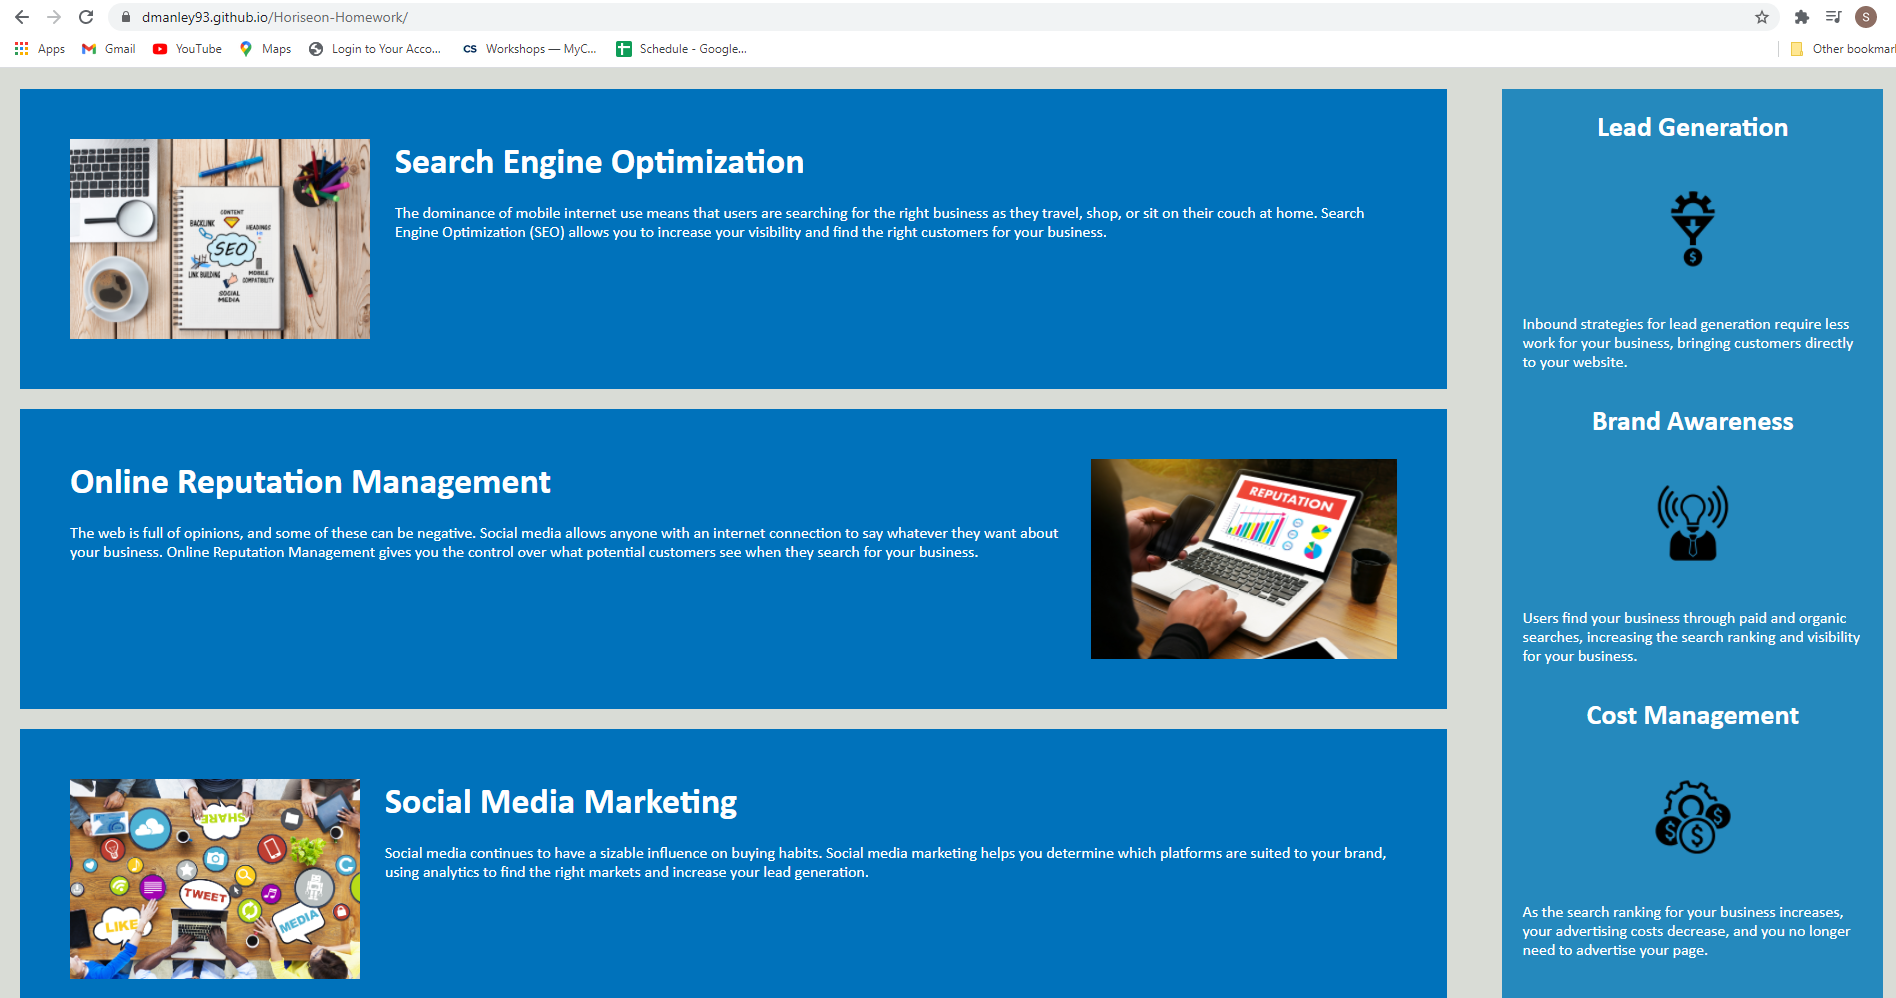 dmanley93.github.io/Horiseon-Homework/
S
Apps
Gmail
YouTube
Maps
Login to Your Acco...
CS
Workshops — MyC...
Schedule - Google...
Other bookmar
Search Engine Optimization
The dominance of mobile internet use means that users are searching for the right business as they travel, shop, or sit on their couch at home. Search
Engine Optimization (SEO) allows you to increase your visibility and find the right customers for your business.
CONTENT
BACKLINK
HEADINGS
SEO
LINK BUILDING
MOBILE
COMPATIBILITY
SOCIAL
MEDIA
Online Reputation Management
The web is full of opinions, and some of these can be negative. Social media allows anyone with an internet connection to say whatever they want about
your business. Online Reputation Management gives you the control over what potential customers see when they search for your business.
REPUTATION
Social Media Marketing
Social media continues to have a sizable influence on buying habits. Social media marketing helps you determine which platforms are suited to your brand,
using analytics to find the right markets and increase your lead generation.
SHARE
TWEET
LIKE
MEDIA
Lead Generation
$
Inbound strategies for lead generation require less
work for your business, bringing customers directly
to your website.
Brand Awareness
Users find your business through paid and organic
searches, increasing the search ranking and visibility
for your business.
Cost Management
$ $ $
As the search ranking for your business increases,
your advertising costs decrease, and you no longer
need to advertise your page.